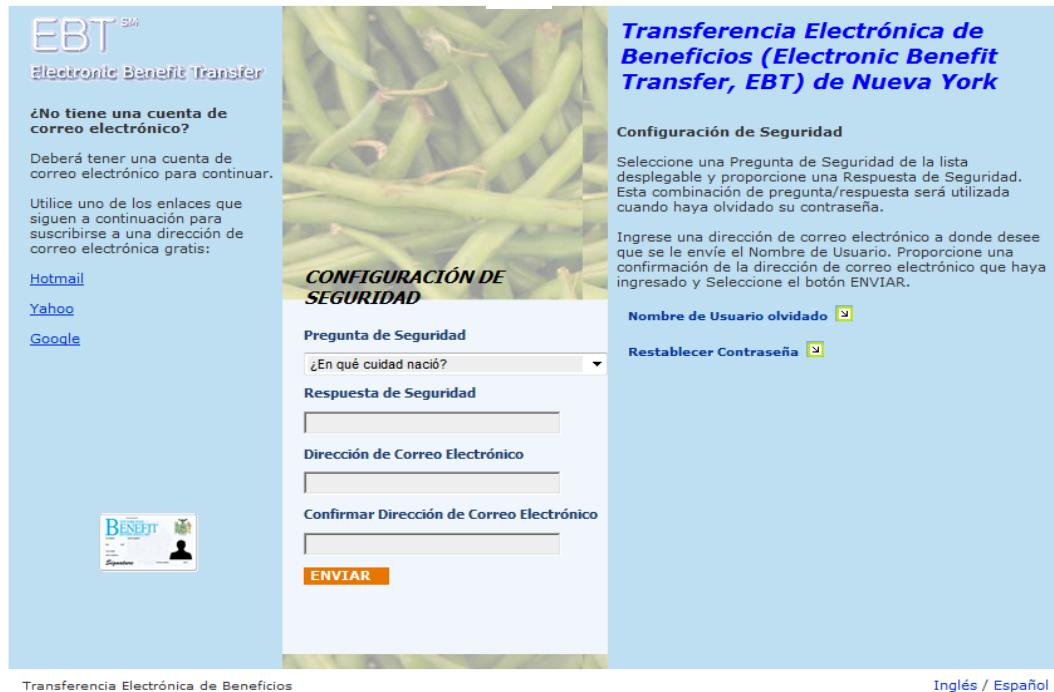 EBT SM
Electronic Benefit Transfer
¿No tiene una cuenta de
correo electrónico?
Deberá tener una cuenta de
correo electrónico para continuar.
Utilice uno de los enlaces que
siguen a continuación para
suscribirse a una dirección de
correo electrónica gratis:
Hotmail
Yahoo
Google
BENEFIT
Signature
CONFIGURACIÓN DE
SEGURIDAD
Pregunta de Seguridad
¿En qué cuidad nació?
Respuesta de Seguridad
Dirección de Correo Electrónico
Confirmar Dirección de Correo Electrónico
ENVIAR
Transferencia Electrónica de
Beneficios (Electronic Benefit
Transfer, EBT) de Nueva York
Configuración de Seguridad
Seleccione una Pregunta de Seguridad de la lista
desplegable y proporcione una Respuesta de Seguridad.
Esta combinación de pregunta/respuesta será utilizada
cuando haya olvidado su contraseña.
Ingrese una dirección de correo electrónico a donde desee
que se le envíe el Nombre de Usuario. Proporcione una
confirmación de la dirección de correo electrónico que haya
ingresado y Seleccione el botón ENVIAR.
Nombre de Usuario olvidado
Restablecer Contraseña
Transferencia Electrónica de Beneficios
Inglés / Español